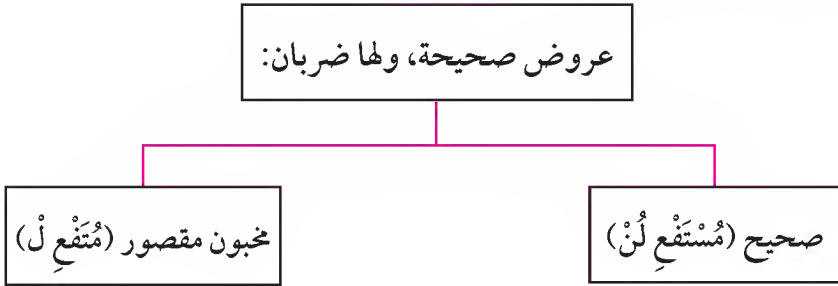 عروض صحيحة، ولها ضربان:
صحيح (مُسْتَفْعِ لُنْ)
مخبون مقصور (مُتَفْعِ لْ)